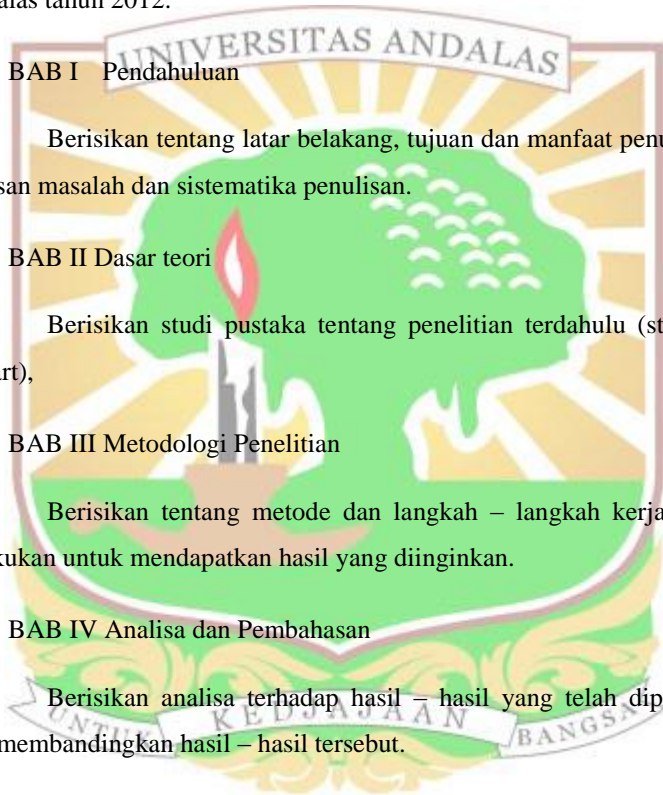 alas tahun 2012.
UNIVERSITAS ANDALAS
BAB I Pendahuluan
Berisikan tentang latar belakang, tujuan dan manfaat penu
san masalah dan sistematika penulisan.
BAB II Dasar teori
Berisikan studi pustaka tentang penelitian terdahulu (st
art),
BAB III Metodologi Penelitian
Berisikan tentang metode dan langkah – langkah kerja
kukan untuk mendapatkan hasil yang diinginkan.
BAB IV Analisa dan Pembahasan
Berisikan analisa terhadap hasil – hasil yang telah dip
UNTUK KEDJAJAAN BANGSA
membandingkan hasil – hasil tersebut.